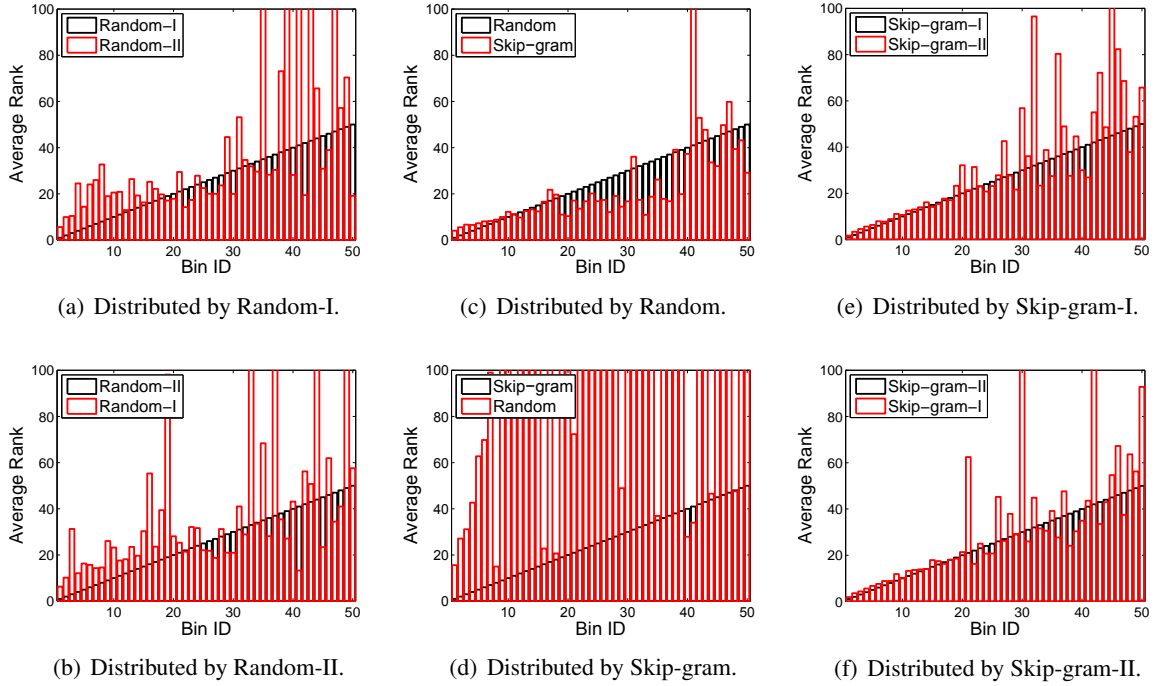 100
80
60
40
20
0
10 20 30 40 50
Average Rank
Bin ID
Random-I
Random-II
(a) Distributed by Random-I.
100
80
60
40
20
0
10 20 30 40 50
Average Rank
Bin ID
Random
Skip-gram
(c) Distributed by Random.
100
80
60
40
20
0
10 20 30 40 50
Average Rank
Bin ID
Skip-gram-I
Skip-gram-II
(e) Distributed by Skip-gram-I.
100
80
60
40
20
0
10 20 30 40 50
Average Rank
Bin ID
Random-II
Random-I
(b) Distributed by Random-II.
100
80
60
40
20
0
10 20 30 40 50
Average Rank
Bin ID
Skip-gram
Random
(d) Distributed by Skip-gram.
100
80
60
40
20
0
10 20 30 40 50
Average Rank
Bin ID
Skip-gram-II
Skip-gram-I
(f) Distributed by Skip-gram-II.